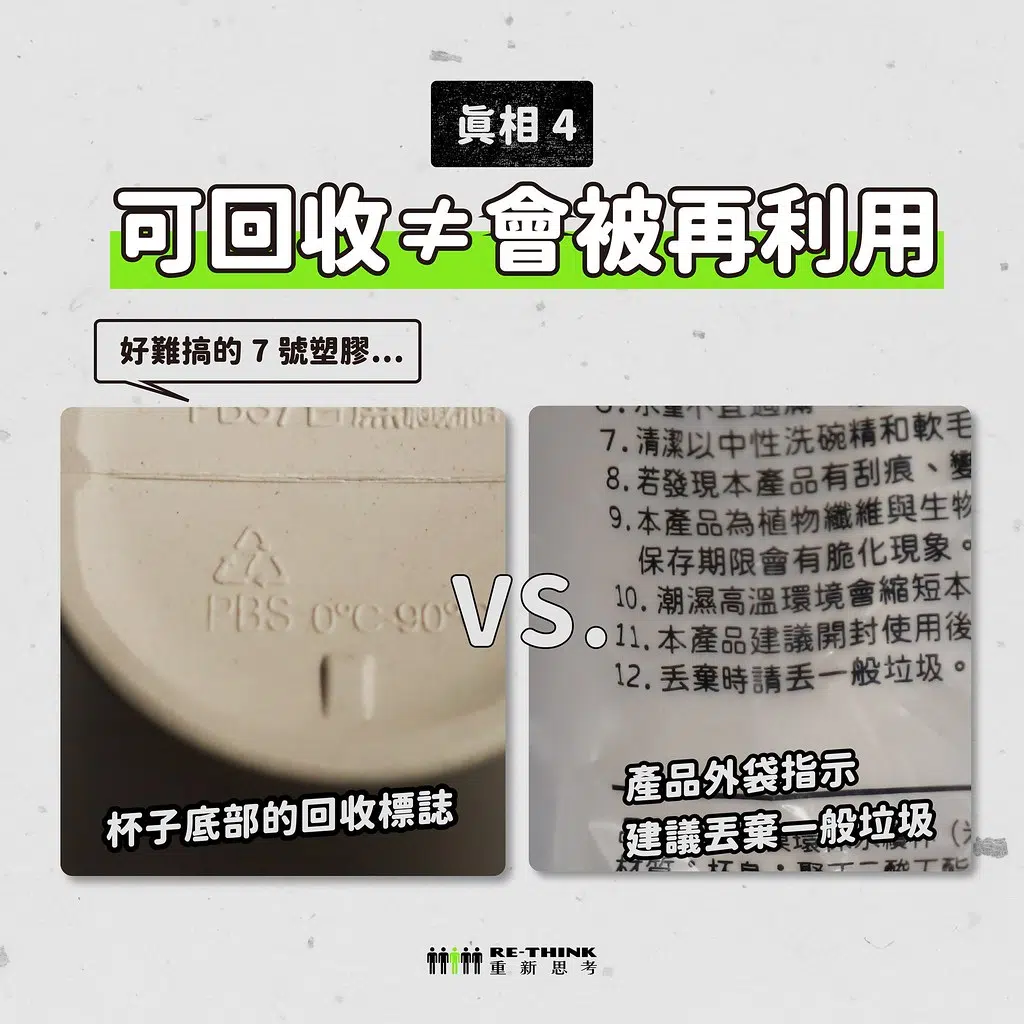 真相 4
可回收≠會被再利用
好難搞的 7 號塑膠...
7
PBS 0°C-90°
VS.
7. 清潔以中性洗碗精和軟毛
8. 若發現本產品有刮痕、變
9. 本產品為植物纖維與生物
保存期限會有脆化現象。
10. 潮濕高溫環境會縮短本
11. 本產品建議開封使用後
12. 丟棄時請丟一般垃圾。
杯子底部的回收標誌
產品外袋指示
建議丟棄一般垃圾
RE-THINK
重新思考